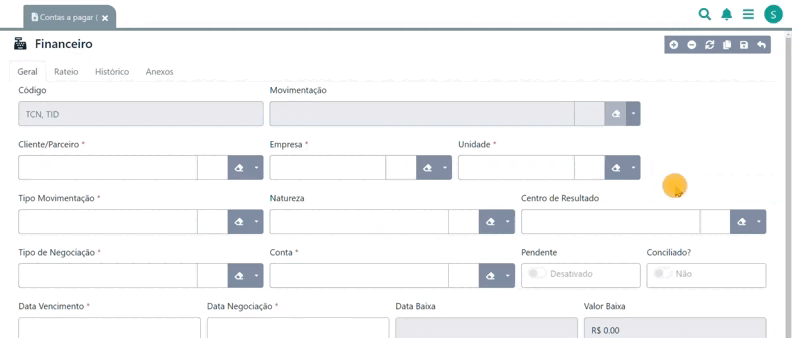 Contas a pagar (
S
Financeiro
Geral Rateio Histórico Anexos
Código Movimentação
TCN, TID
Cliente/Parceiro * Empresa * Unidade *
Tipo Movimentação * Natureza Centro de Resultado
Tipo de Negociação * Conta * Pendente Conciliado?
Desativado Não
Data Vencimento * Data Negociação * Data Baixa Valor Baixa
R$ 0.00